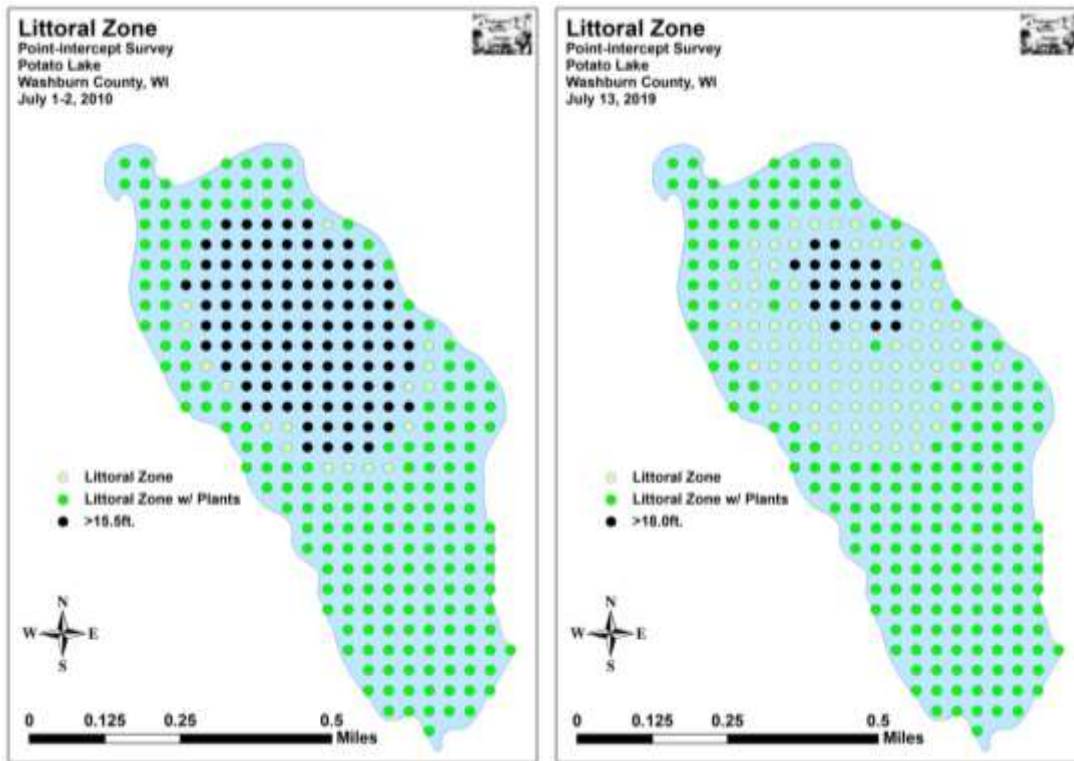 Littoral Zone
Point-intercept Survey
Potato Lake
Washburn County, WI
July 1-2, 2010
Littoral Zone
Littoral Zone w/ Plants
>15.5ft.
N
W E
S
0 0.125 0.25 0.5
Miles
Littoral Zone
Point-intercept Survey
Potato Lake
Washburn County, WI
July 13, 2019
Littoral Zone
Littoral Zone w/ Plants
>18.0ft.
N
W E
S
0 0.125 0.25 0.5
Miles